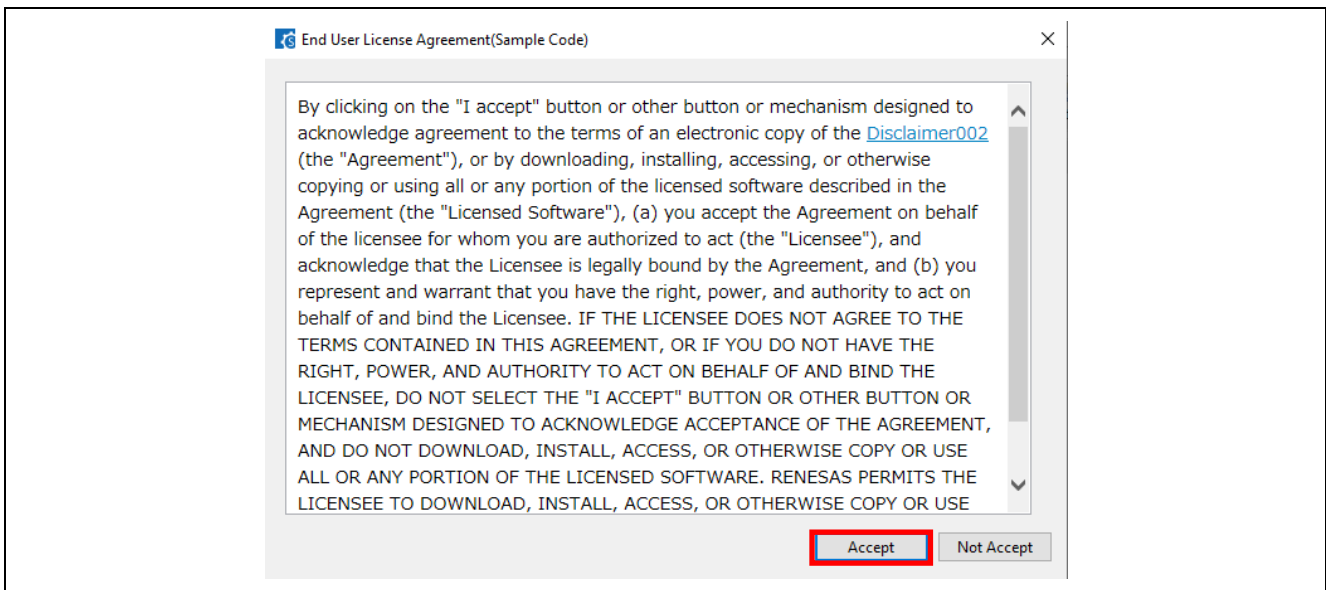 End User License Agreement(Sample Code)
By clicking on the "I accept" button or other button or mechanism designed to
acknowledge agreement to the terms of an electronic copy of the Disclaimer002
(the "Agreement"), or by downloading, installing, accessing, or otherwise
copying or using all or any portion of the licensed software described in the
Agreement (the "Licensed Software"), (a) you accept the Agreement on behalf
of the licensee for whom you are authorized to act (the "Licensee"), and
acknowledge that the Licensee is legally bound by the Agreement, and (b) you
represent and warrant that you have the right, power, and authority to act on
behalf of and bind the Licensee. IF THE LICENSEE DOES NOT AGREE TO THE
TERMS CONTAINED IN THIS AGREEMENT, OR IF YOU DO NOT HAVE THE
RIGHT, POWER, AND AUTHORITY TO ACT ON BEHALF OF AND BIND THE
LICENSEE, DO NOT SELECT THE "I ACCEPT" BUTTON OR OTHER BUTTON OR
MECHANISM DESIGNED TO ACKNOWLEDGE ACCEPTANCE OF THE AGREEMENT,
AND DO NOT DOWNLOAD, INSTALL, ACCESS, OR OTHERWISE COPY OR USE
ALL OR ANY PORTION OF THE LICENSED SOFTWARE. RENESAS PERMITS THE
LICENSEE TO DOWNLOAD, INSTALL, ACCESS, OR OTHERWISE COPY OR USE
Accept Not Accept